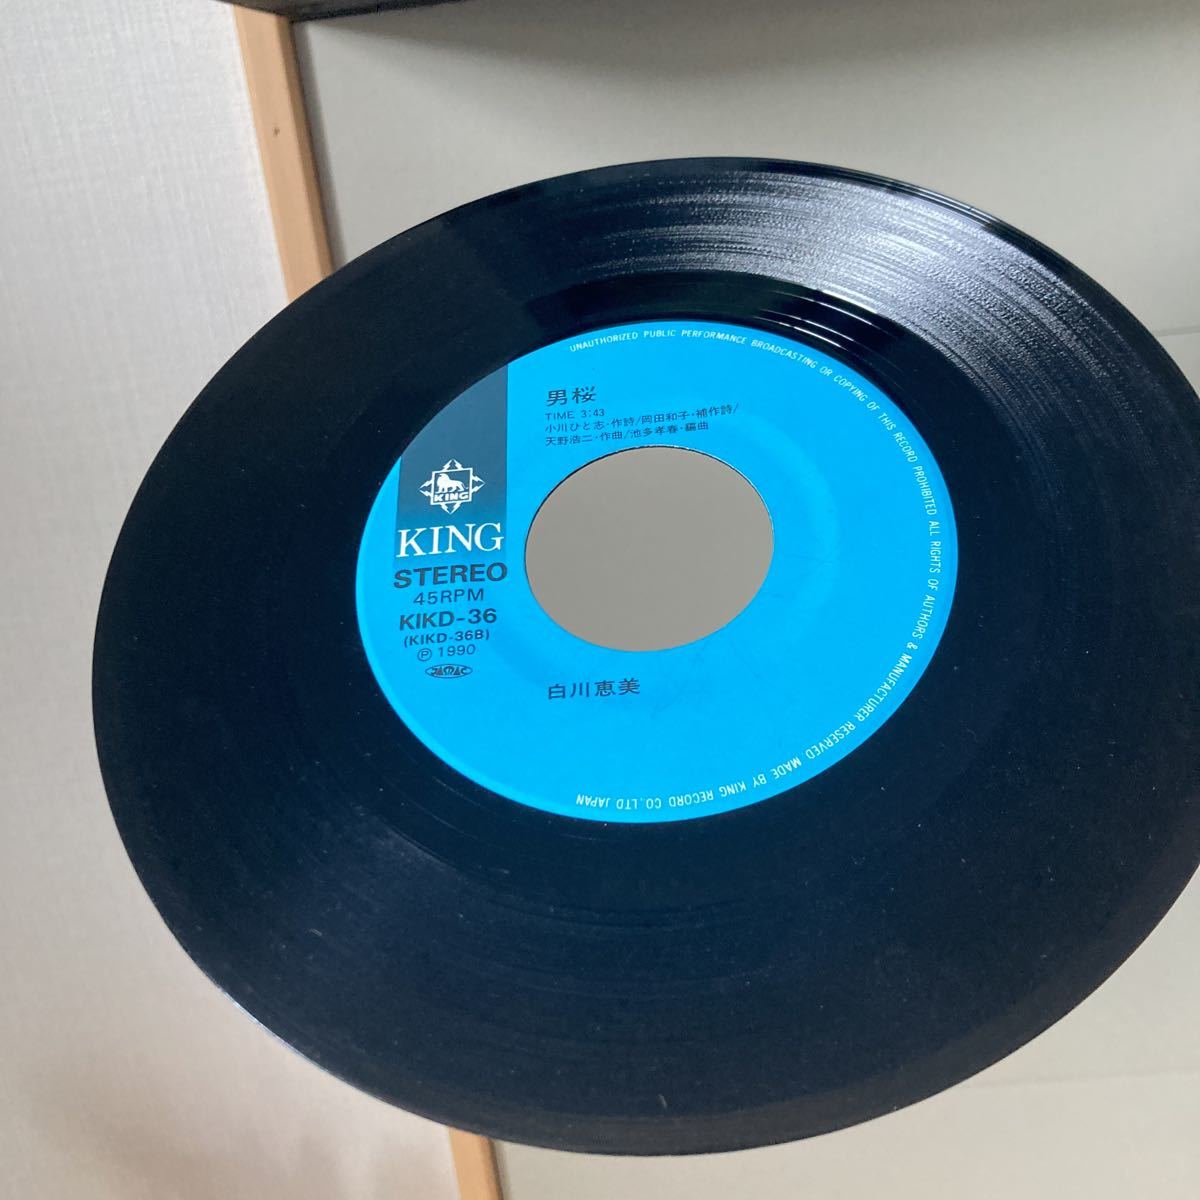 男桜
TIME 3:43
小川ひと志・作詩/岡田和子・補作詩/
天野浩二・作曲/池多孝春・編曲
KING
KING
STEREO
45RPM
KIKD-36
(KIKD-36B)
Ⓟ 1990
JASRAC
白川恵美
UNAUTHORIZED PUBLIC PERFORMANCE BROADCASTING OR COPYING OF THIS RECORD PROHIBITED ALL RIGHTS OF AUTHORS & MANUFACTURER RESERVED. MADE BY KING RECORD CO., LTD JAPAN